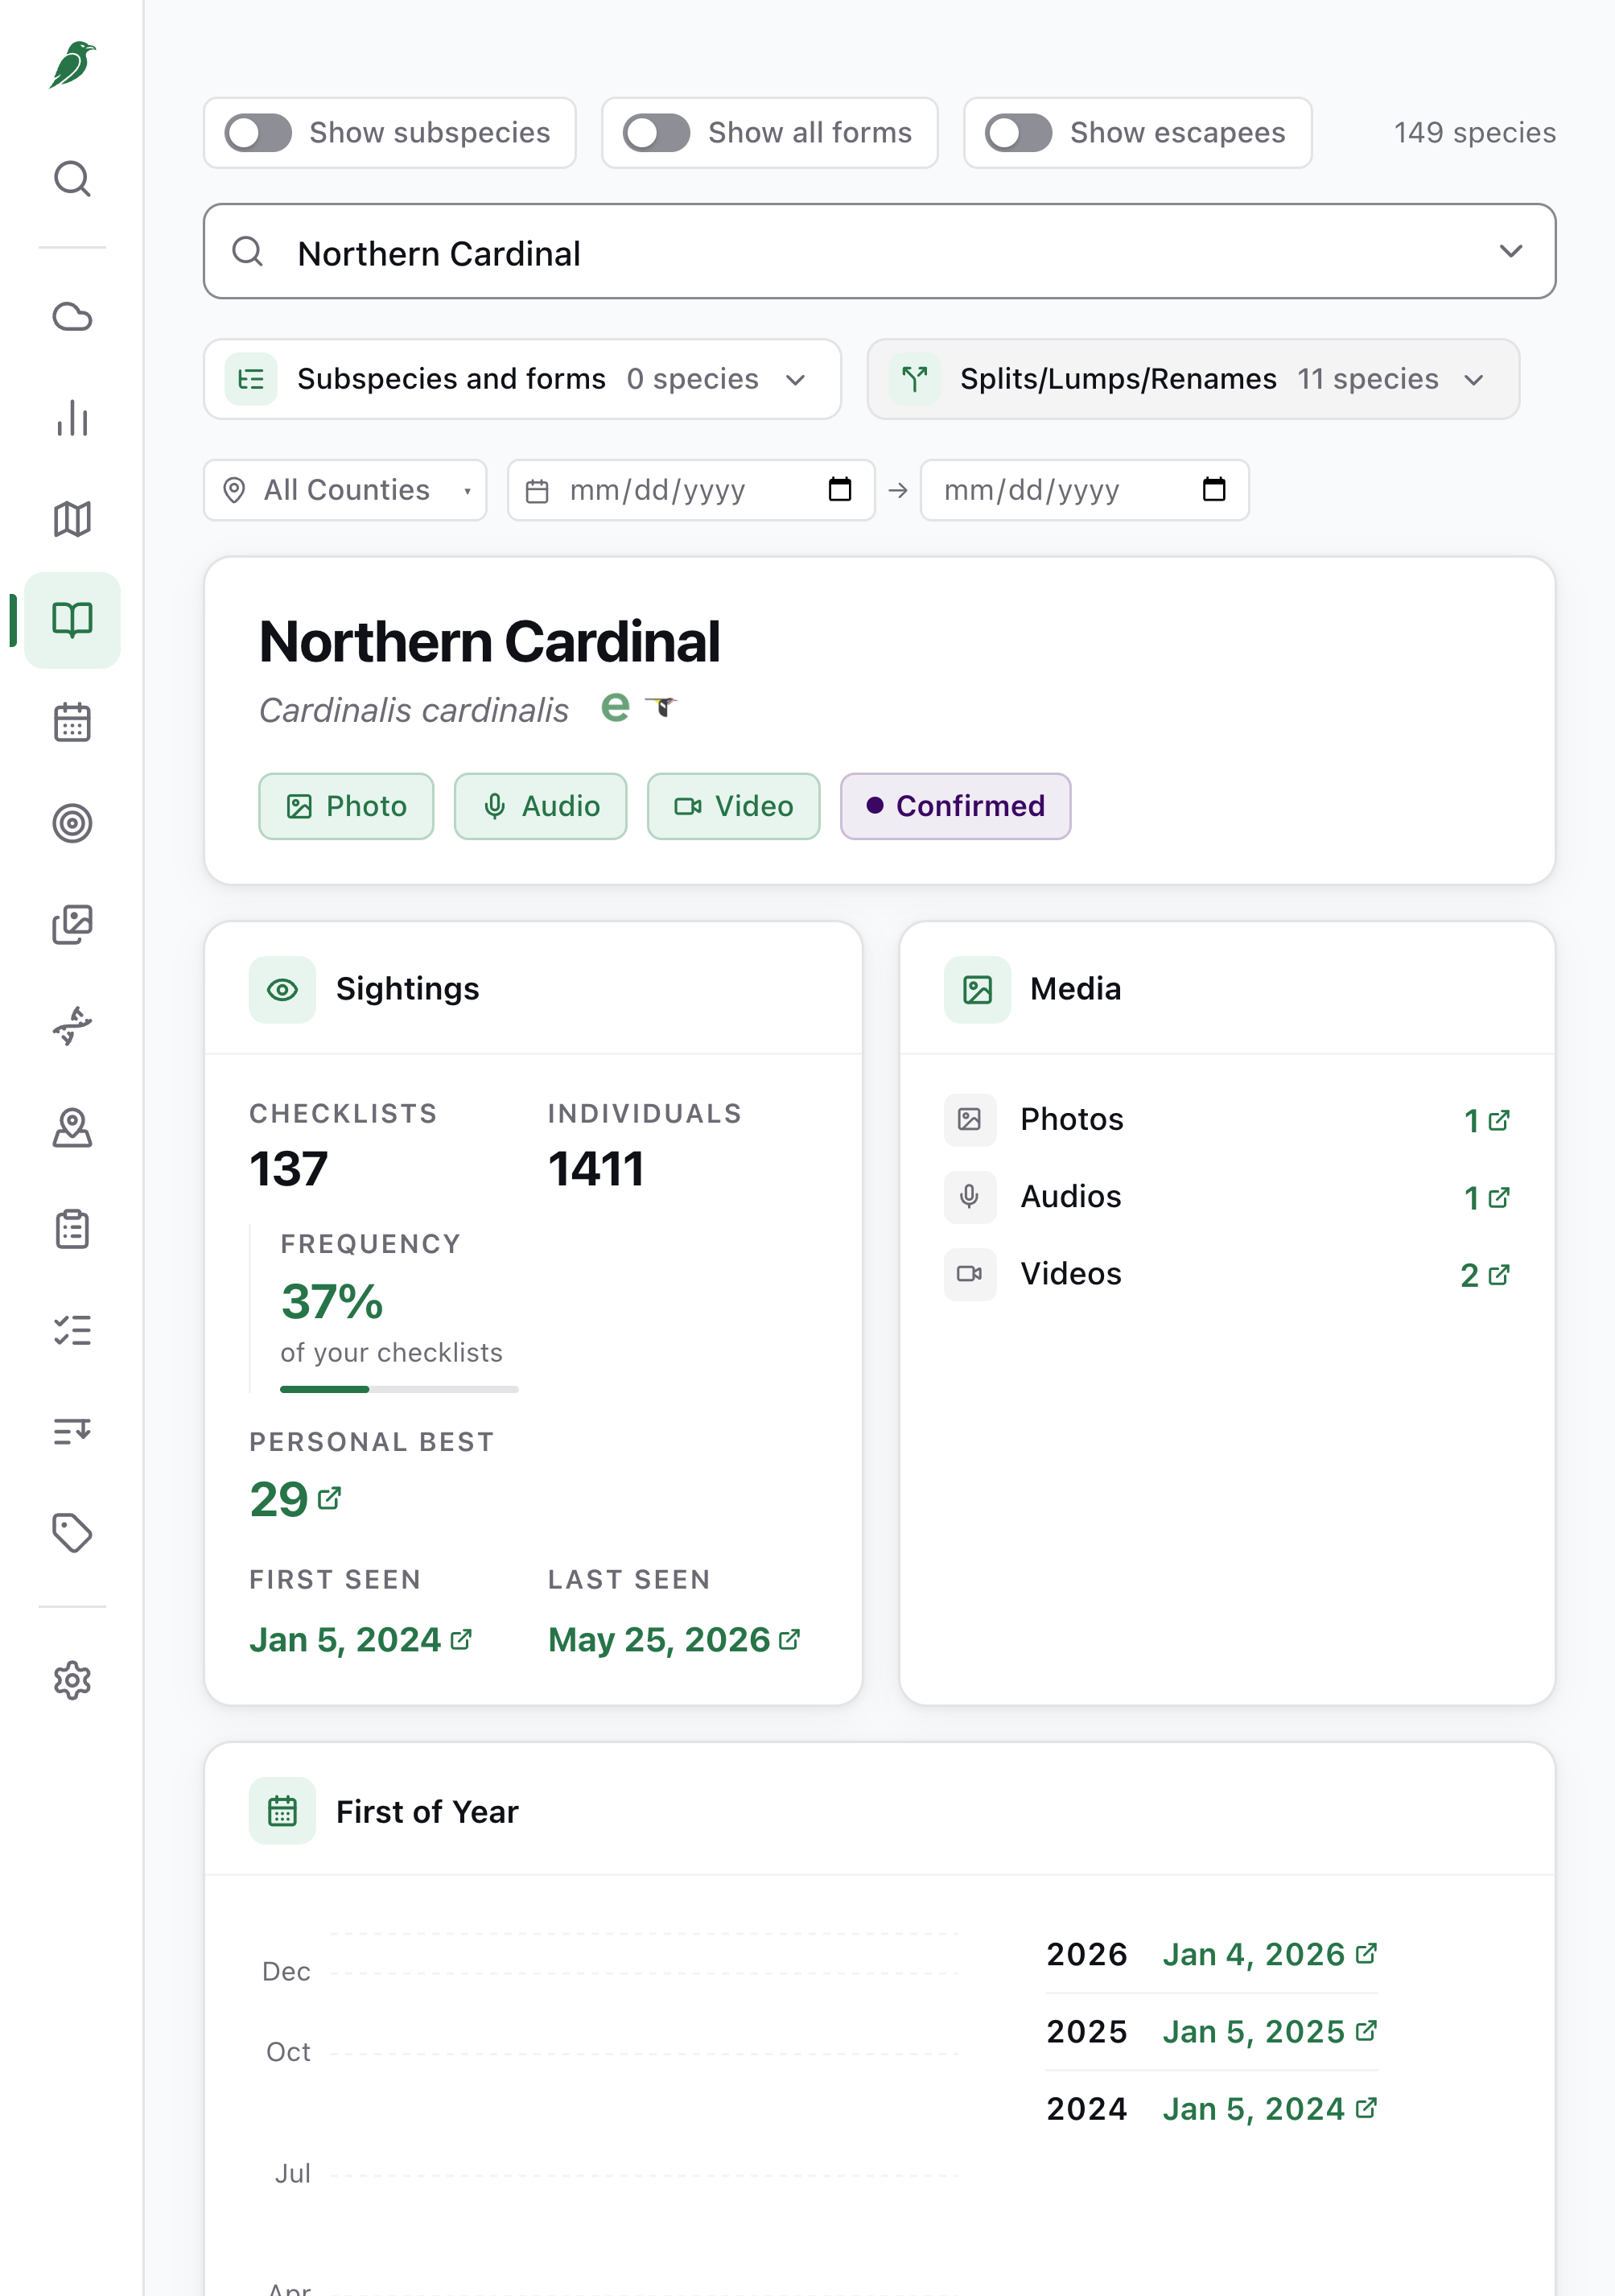 Show subspecies Show all forms Show escapees 149 species
Northern Cardinal
Subspecies and forms 0 species Splits/Lumps/Renames 11 species
All Counties mm/dd/yyyy → mm/dd/yyyy
Northern Cardinal
Cardinalis cardinalis e
Photo Audio Video Confirmed
Sightings
CHECKLISTS INDIVIDUALS
137 1411
FREQUENCY
37%
of your checklists
PERSONAL BEST
29
FIRST SEEN LAST SEEN
Jan 5, 2024 May 25, 2026
Media
Photos 1
Audios 1
Videos 2
First of Year
Dec
Oct
Jul
Apr
2026 Jan 4, 2026
2025 Jan 5, 2025
2024 Jan 5, 2024